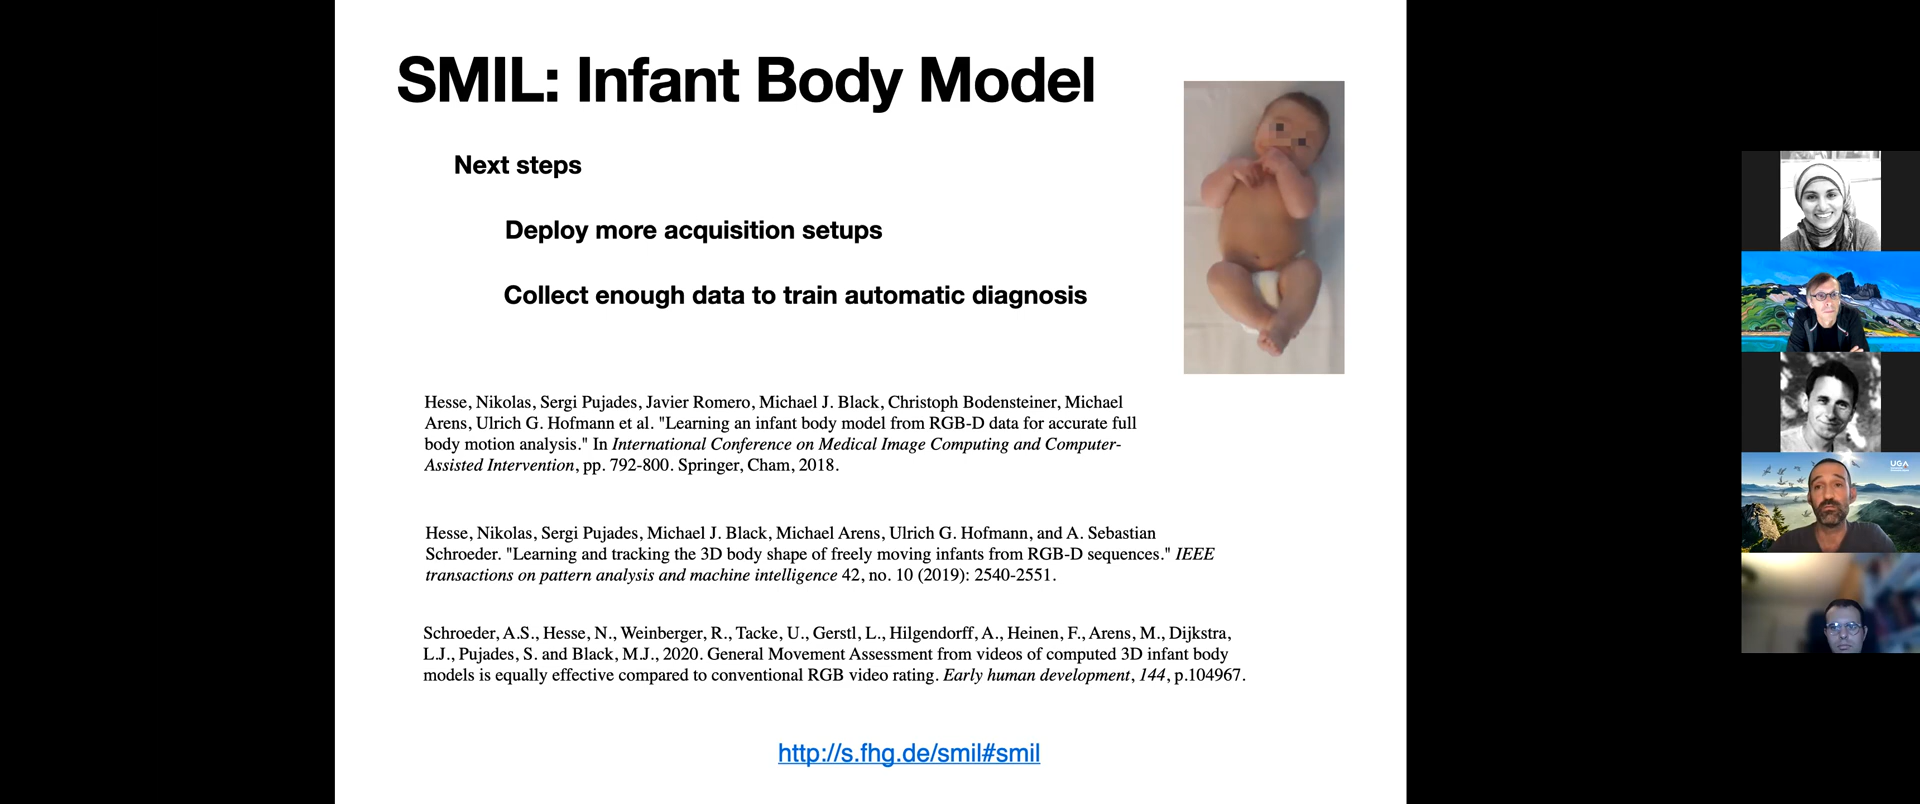 SMIL: Infant Body Model
Next steps
Deploy more acquisition setups
Collect enough data to train automatic diagnosis
Hesse, Nikolas, Sergi Pujades, Javier Romero, Michael J. Black, Christoph Bodensteiner, Michael
Arens, Ulrich G. Hofmann et al. "Learning an infant body model from RGB-D data for accurate full
body motion analysis." In International Conference on Medical Image Computing and Computer-
Assisted Intervention, pp. 792-800. Springer, Cham, 2018.
Hesse, Nikolas, Sergi Pujades, Michael J. Black, Michael Arens, Ulrich G. Hofmann, and A. Sebastian
Schroeder. "Learning and tracking the 3D body shape of freely moving infants from RGB-D sequences." IEEE
transactions on pattern analysis and machine intelligence 42, no. 10 (2019): 2540-2551.
Schroeder, A.S., Hesse, N., Weinberger, R., Tacke, U., Gerstl, L., Hilgendorff, A., Heinen, F., Arens, M., Dijkstra,
L.J., Pujades, S. and Black, M.J., 2020. General Movement Assessment from videos of computed 3D infant body
models is equally effective compared to conventional RGB video rating. Early human development, 144, p.104967.
http://s.fhg.de/smil#smil
UGA